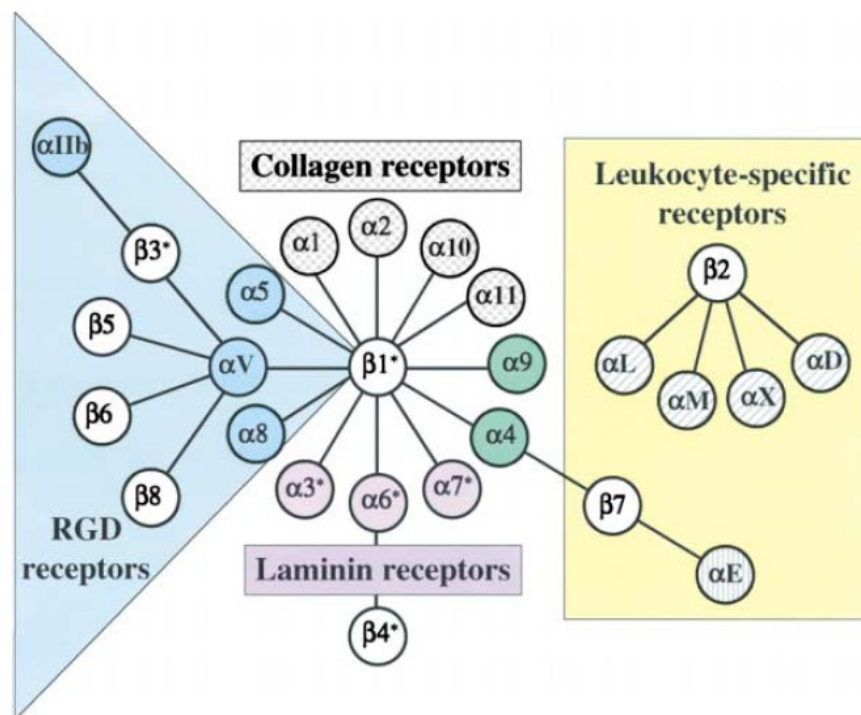 αIIb
Collagen receptors
Leukocyte-specific
receptors
β3*
α1
α2
α10
β2
α5
α11
β5
αV
β1*
α9
αL
αM
αX
αD
β6
α8
α4
β8
α3*
α6*
α7*
β7
RGD
receptors
Laminin receptors
αE
β4*